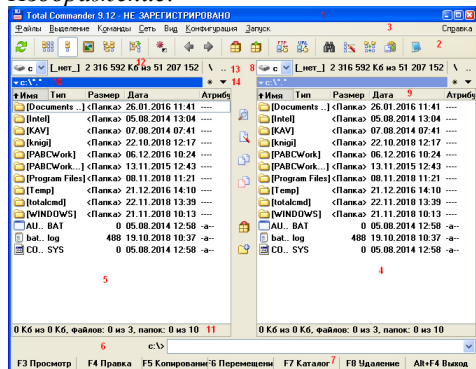 Изображение:
Total Commander 9.12 - НЕ ЗАРЕГИСТРИРОВАНО
Файлы Выделение Команды Сеть Вид Конфигурация Запуск 3 Справка
2
12 13 8
c [_нет_] 2 316 592 Кб из 51 207 152 \ .. c [_нет_] 2 316 592 Кб из 51 207 152 \ ..
c:\*.* * 14 c:\*.* *
Имя Тип Размер Дата Атрибу Имя Тип Размер Дата 9 Атрибу
[Documents ..] <Папка> 26.01.2016 11:41 ---- [Documents ..] <Папка> 26.01.2016 11:41 ----
[Intel] <Папка> 05.08.2014 13:04 ---- [Intel] <Папка> 05.08.2014 13:04 ----
[KAV] <Папка> 07.08.2014 07:41 ---- [KAV] <Папка> 07.08.2014 07:41 ----
[knigi] <Папка> 22.10.2018 12:17 ---- [knigi] <Папка> 22.10.2018 12:17 ----
[PABCWork] <Папка> 06.12.2016 10:24 ---- [PABCWork] <Папка> 06.12.2016 10:24 ----
[PABCWork...] <Папка> 13.11.2015 12:43 ---- [PABCWork...] <Папка> 13.11.2015 12:43 ----
[Program Files] <Папка> 08.11.2018 11:21 ---- [Program Files] <Папка> 08.11.2018 11:21 ----
[Temp] <Папка> 21.12.2016 14:10 ---- [Temp] <Папка> 21.12.2016 14:10 ----
[totalcmd] <Папка> 22.11.2018 13:39 ---- [totalcmd] <Папка> 22.11.2018 13:39 ----
[WINDOWS] <Папка> 21.11.2018 10:13 ---- [WINDOWS] <Папка> 21.11.2018 10:13 ----
AU.. BAT 0 05.08.2014 12:58 -a-- AU.. BAT 0 05.08.2014 12:58 -a--
bat.. log 488 19.10.2018 10:37 -a-- bat.. log 488 19.10.2018 10:37 -a--
CO.. SYS 0 05.08.2014 12:58 -a-- CO.. SYS 0 05.08.2014 12:58 -a--
5 4
0 Кб из 0 Кб, файлов: 0 из 3, папок: 0 из 10 11 0 Кб из 0 Кб, файлов: 0 из 3, папок: 0 из 10
6 c:\>
F3 Просмотр F4 Правка F5 Копирование F6 Перемещени F7 Каталог 7 F8 Удаление Alt+F4 Выход